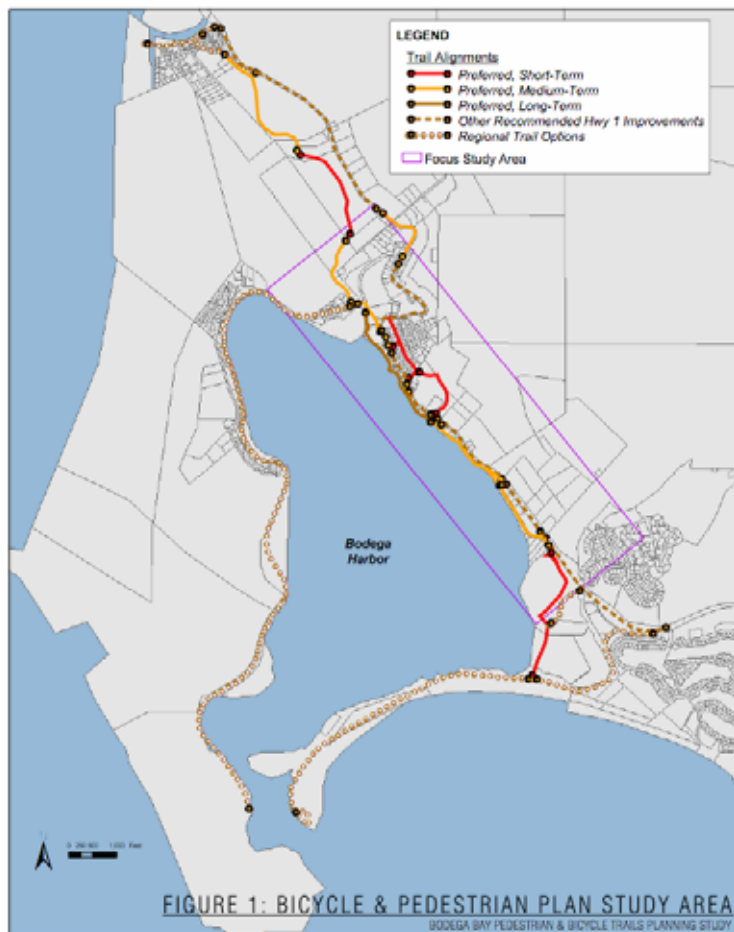 LEGEND
Trail Alignments
Preferred, Short-Term
Preferred, Medium-Term
Preferred, Long-Term
Other Recommended Hwy 1 Improvements
Regional Trail Options
Focus Study Area
Bodega
Harbor
Feet
FIGURE 1: BICYCLE & PEDESTRIAN PLAN STUDY AREA
BODEGA BAY PEDESTRIAN & BICYCLE TRAILS PLANNING STUDY